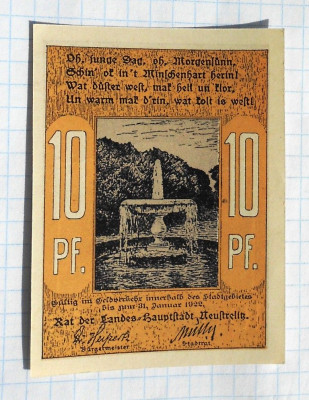 Oh, junge Dag, oh, Morgensünn,
Schin' ok in't Minschenhart herin!
Wat düster west, mak hell un klor,
Un warm mak d'rin, wat kolt is west!
10 10
Pf. Pf.
Gültig im Geldverkehr innerhalb des Stadtgebietes
bis zum 31. Januar 1922.
Rat der Landes-Hauptstadt Neustrelitz.
Bürgermeister Stadtrat